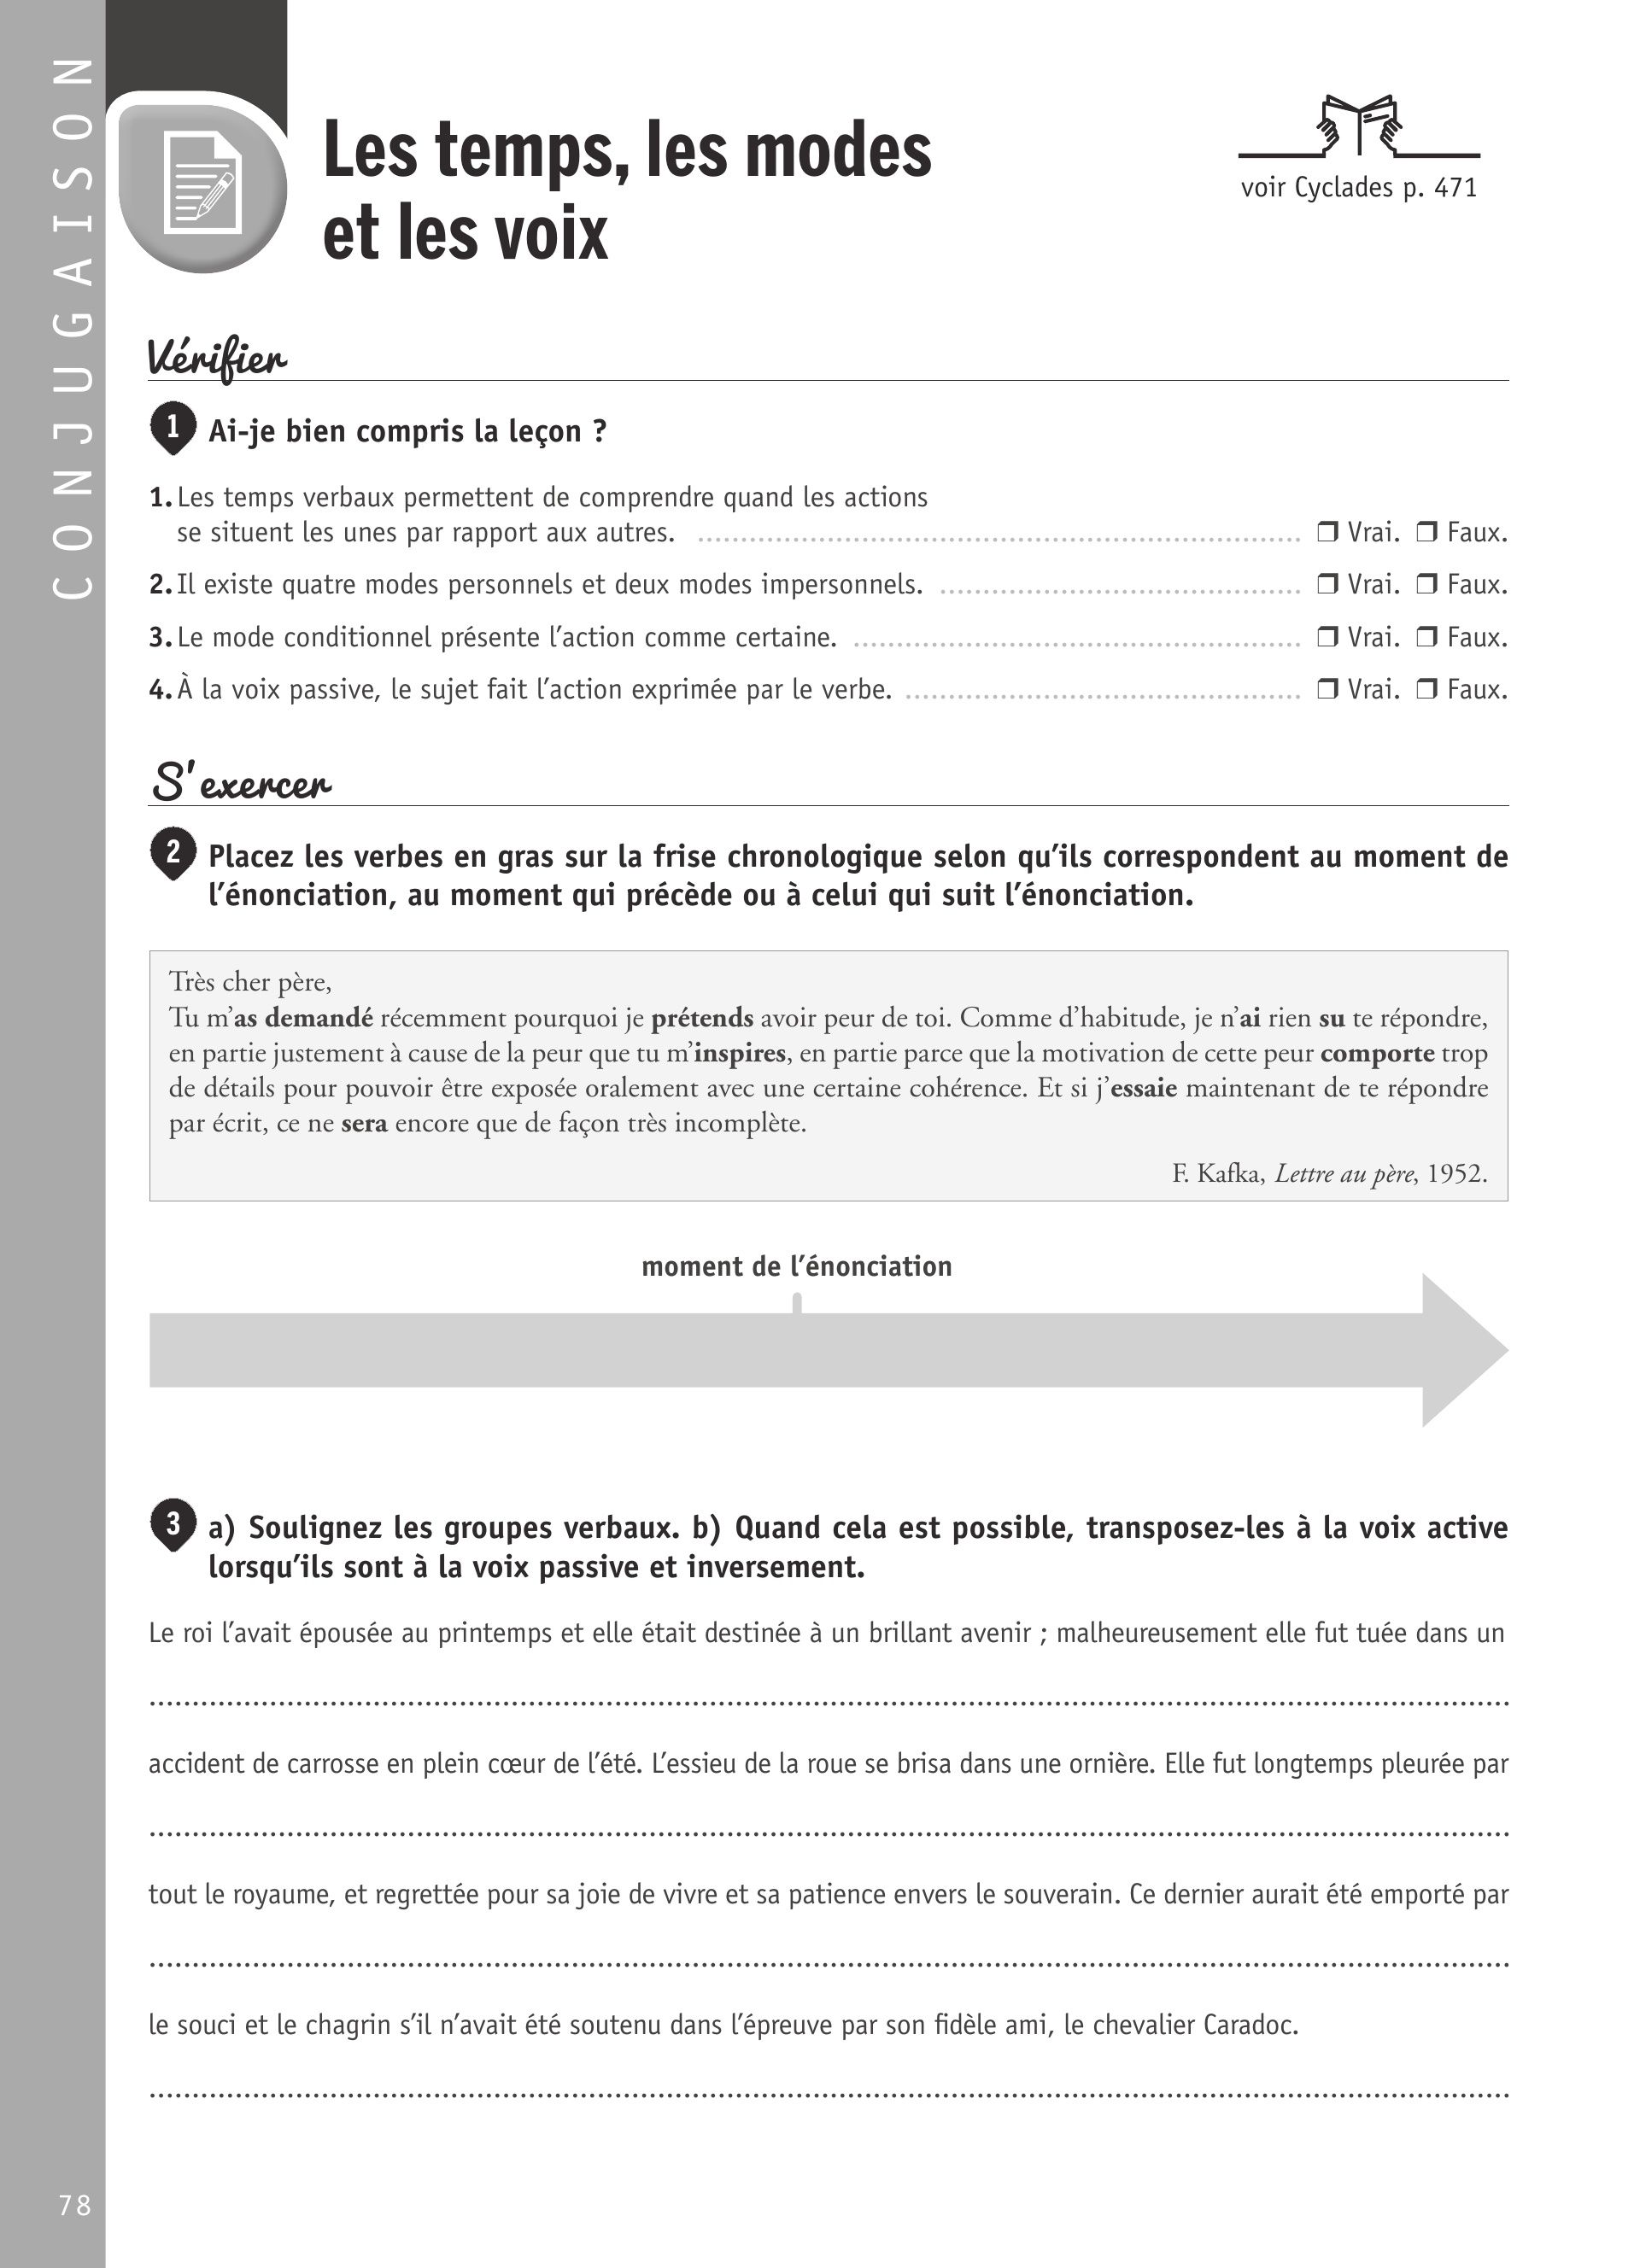 CONJUGAISON
Les temps, les modes
et les voix
voir Cyclades p. 471
Vérifier
1 Ai-je bien compris la leçon ?
1. Les temps verbaux permettent de comprendre quand les actions
se situent les unes par rapport aux autres. ❒ Vrai. ❒ Faux.
2. Il existe quatre modes personnels et deux modes impersonnels. ❒ Vrai. ❒ Faux.
3. Le mode conditionnel présente l’action comme certaine. ❒ Vrai. ❒ Faux.
4. À la voix passive, le sujet fait l’action exprimée par le verbe. ❒ Vrai. ❒ Faux.
S’exercer
2 Placez les verbes en gras sur la frise chronologique selon qu’ils correspondent au moment de
l’énonciation, au moment qui précède ou à celui qui suit l’énonciation.
Très cher père,
Tu m’as demandé récemment pourquoi je prétends avoir peur de toi. Comme d’habitude, je n’ai rien su te répondre,
en partie justement à cause de la peur que tu m’inspires, en partie parce que la motivation de cette peur comporte trop
de détails pour pouvoir être exposée oralement avec une certaine cohérence. Et si j’essaie maintenant de te répondre
par écrit, ce ne sera encore que de façon très incomplète.
F. Kafka, Lettre au père, 1952.
moment de l’énonciation
3 a) Soulignez les groupes verbaux. b) Quand cela est possible, transposez-les à la voix active
lorsqu’ils sont à la voix passive et inversement.
Le roi l’avait épousée au printemps et elle était destinée à un brillant avenir ; malheureusement elle fut tuée dans un
accident de carrosse en plein cœur de l’été. L’essieu de la roue se brisa dans une ornière. Elle fut longtemps pleurée par
tout le royaume, et regrettée pour sa joie de vivre et sa patience envers le souverain. Ce dernier aurait été emporté par
le souci et le chagrin s’il n’avait été soutenu dans l’épreuve par son fidèle ami, le chevalier Caradoc.
78